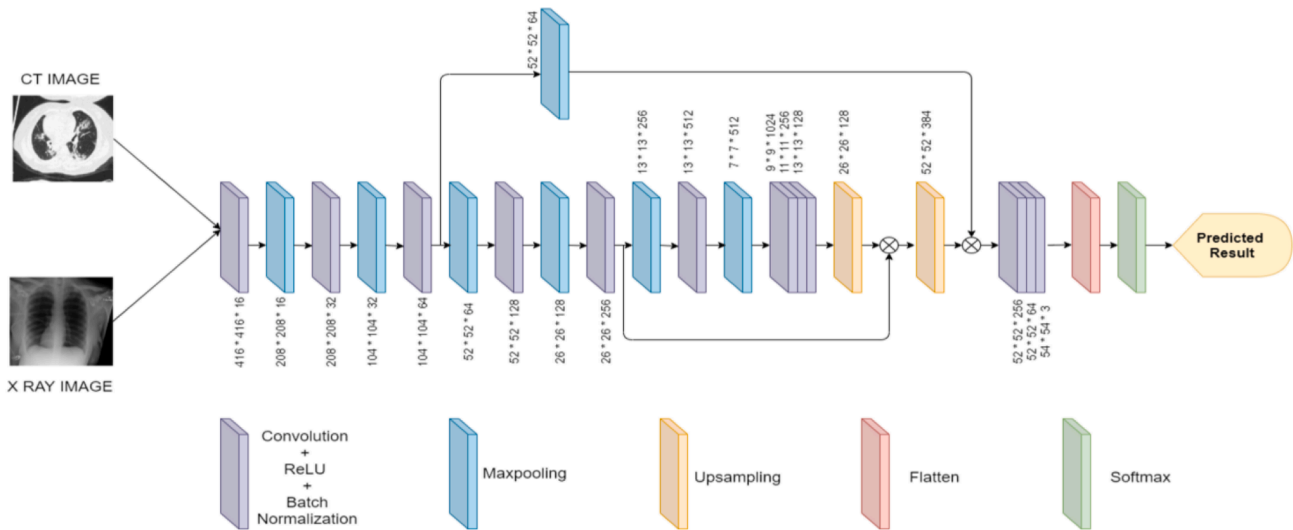 52 * 52 * 64
CT IMAGE
13 * 13 * 256
13 * 13 * 512
7 * 7 * 512
9 * 9 * 1024
11 * 11 * 256
13 * 13 * 128
26 * 26 * 128
52 * 52 * 384
Predicted
Result
X RAY IMAGE
416 * 416 * 16
208 * 208 * 16
208 * 208 * 32
104 * 104 * 32
104 * 104 * 64
52 * 52 * 64
52 * 52 * 128
26 * 26 * 128
26 * 26 * 256
52 * 52 * 256
52 * 52 * 64
54 * 54 * 3
Convolution
+
ReLU
+
Batch
Normalization
Maxpooling
Upsampling
Flatten
Softmax